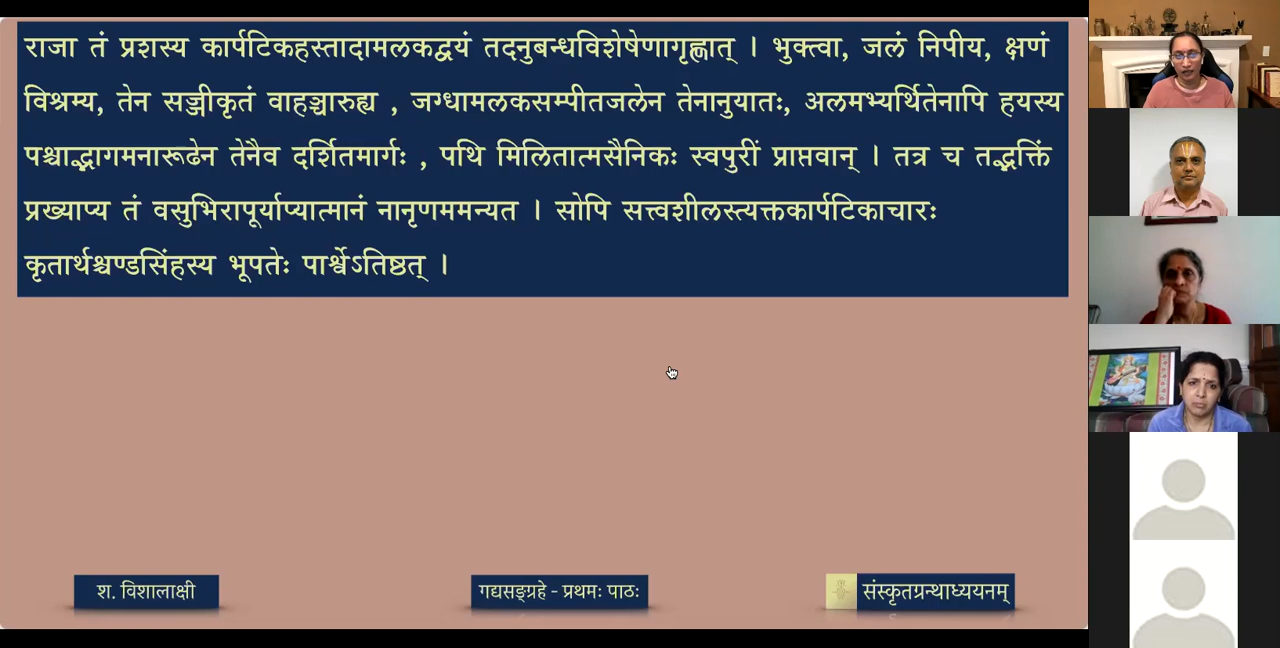 राजा तं प्रशस्य कार्पटिकहस्तादामलकद्वयं तदनुबन्धविशेषेणागृह्णात् । भुक्त्वा, जलं निपीय, क्षणं
विश्रम्य, तेन सज्जीकृतं वाहञ्चारुह्य , जग्धामलकसम्पीतजलेन तेनानुयातः, अलमभ्यर्थितेनापि हयस्य
पश्चाद्भागमनारूढेन तेनैव दर्शितमार्गः , पथि मिलितात्मसैनिकः स्वपुरीं प्राप्तवान् । तत्र च तद्भक्तिं
प्रख्याप्य तं वसुभिरापूर्याप्यात्मानं नानृणममन्यत । सोपि सत्त्वशीलस्त्यक्तकार्पटिकाचारः
कृतार्थश्चण्डसिंहस्य भूपतेः पार्श्वेऽतिष्ठत् ।
श. विशालाक्षी
गद्यसङ्ग्रहे - प्रथमः पाठः
संस्कृतग्रन्थाध्ययनम्